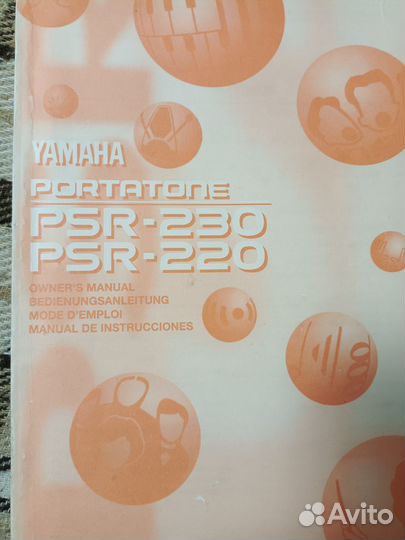 YAMAHA
PORTATONE
PSR-230
PSR-220
OWNER'S MANUAL
BEDIENUNGSANLEITUNG
MODE D'EMPLOI
MANUAL DE INSTRUCCIONES
Avito